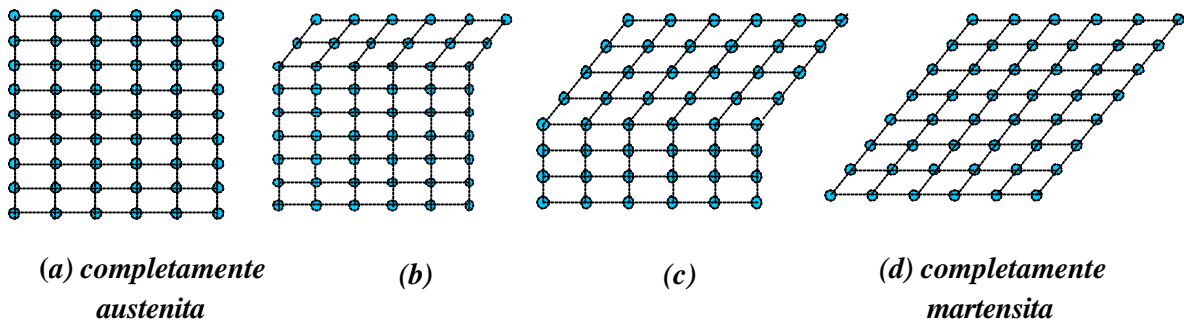 (a) completamente
austenita
(b)
(c)
(d) completamente
martensita